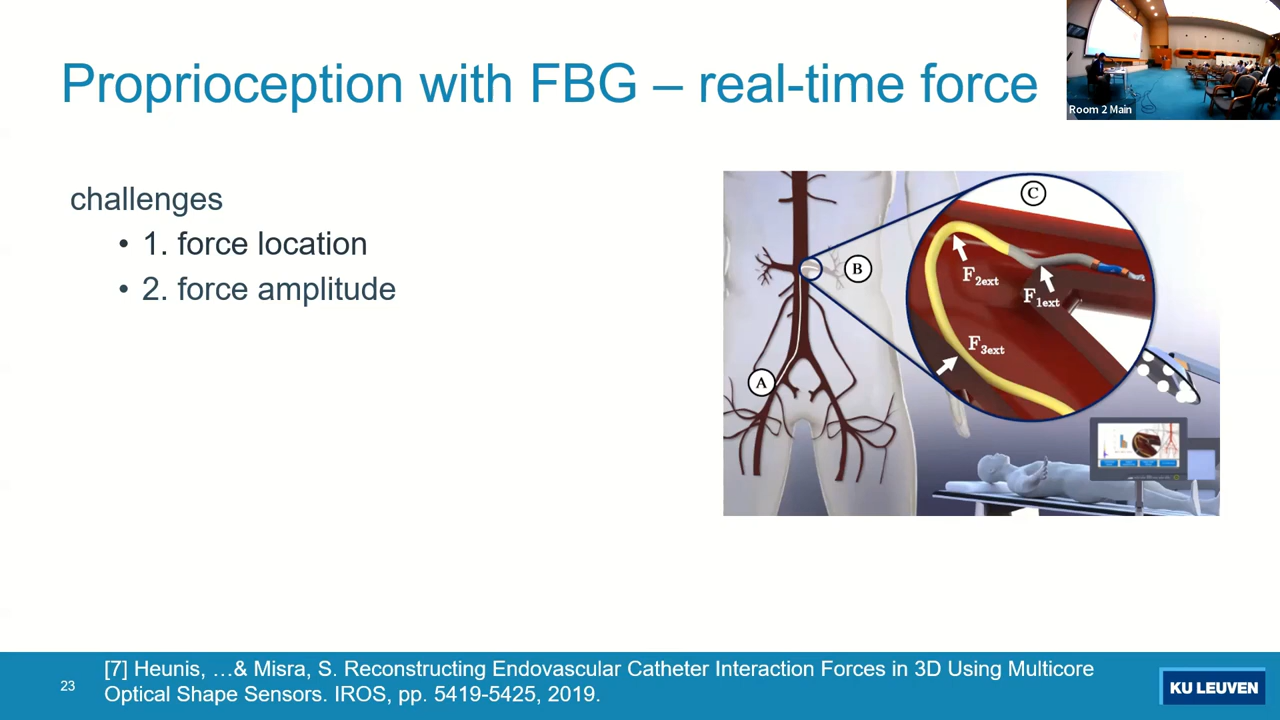 Proprioception with FBG – real-time force
Room 2 Main
challenges
• 1. force location
• 2. force amplitude
A
B
C
F2ext
F1ext
F3ext
23
[7] Heunis, …& Misra, S. Reconstructing Endovascular Catheter Interaction Forces in 3D Using Multicore
Optical Shape Sensors. IROS, pp. 5419-5425, 2019.
KU LEUVEN